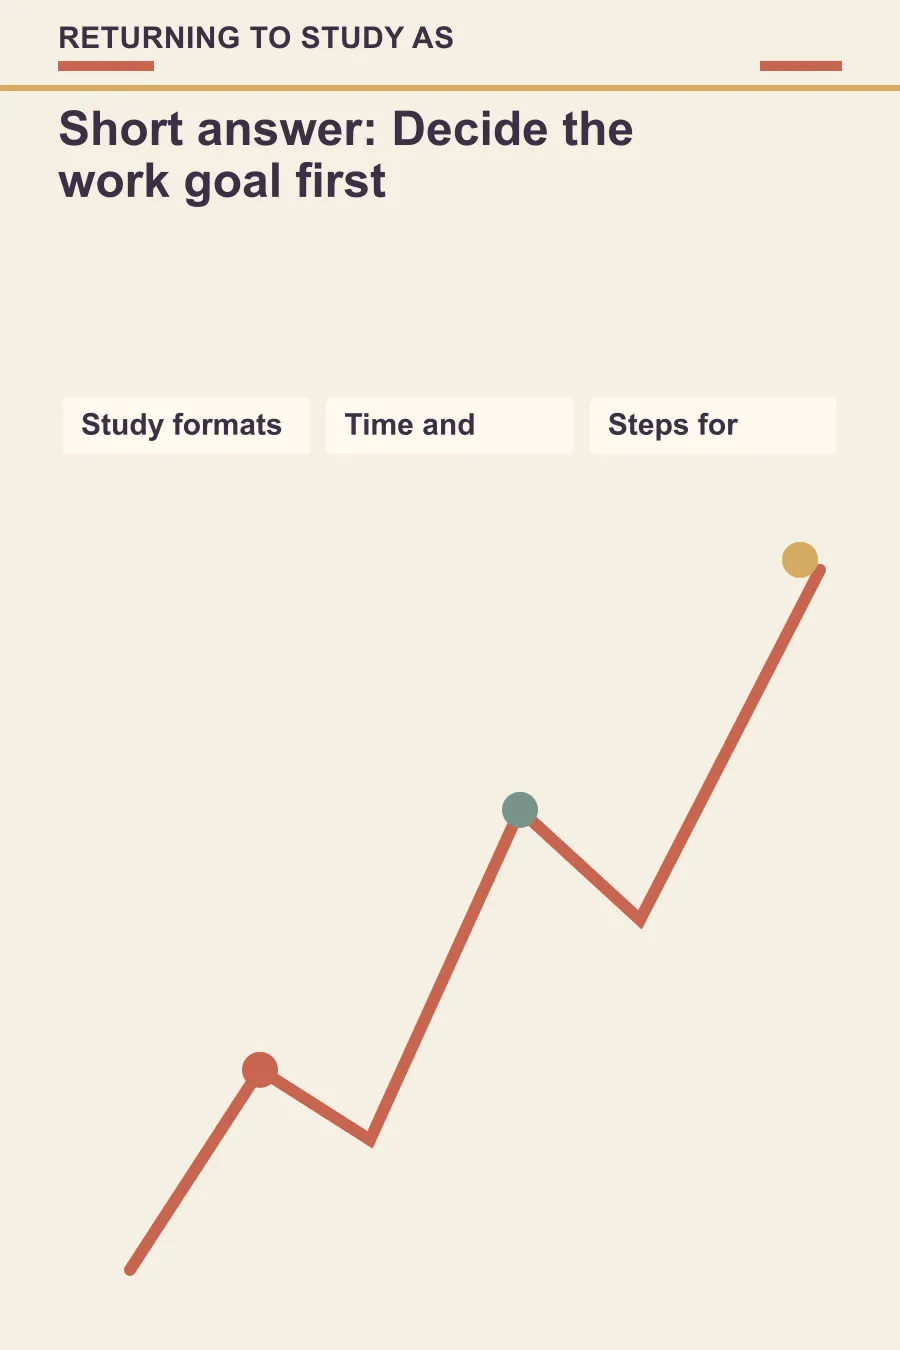 RETURNING TO STUDY AS
Short answer: Decide the
work goal first
Study formats
Time and
Steps for